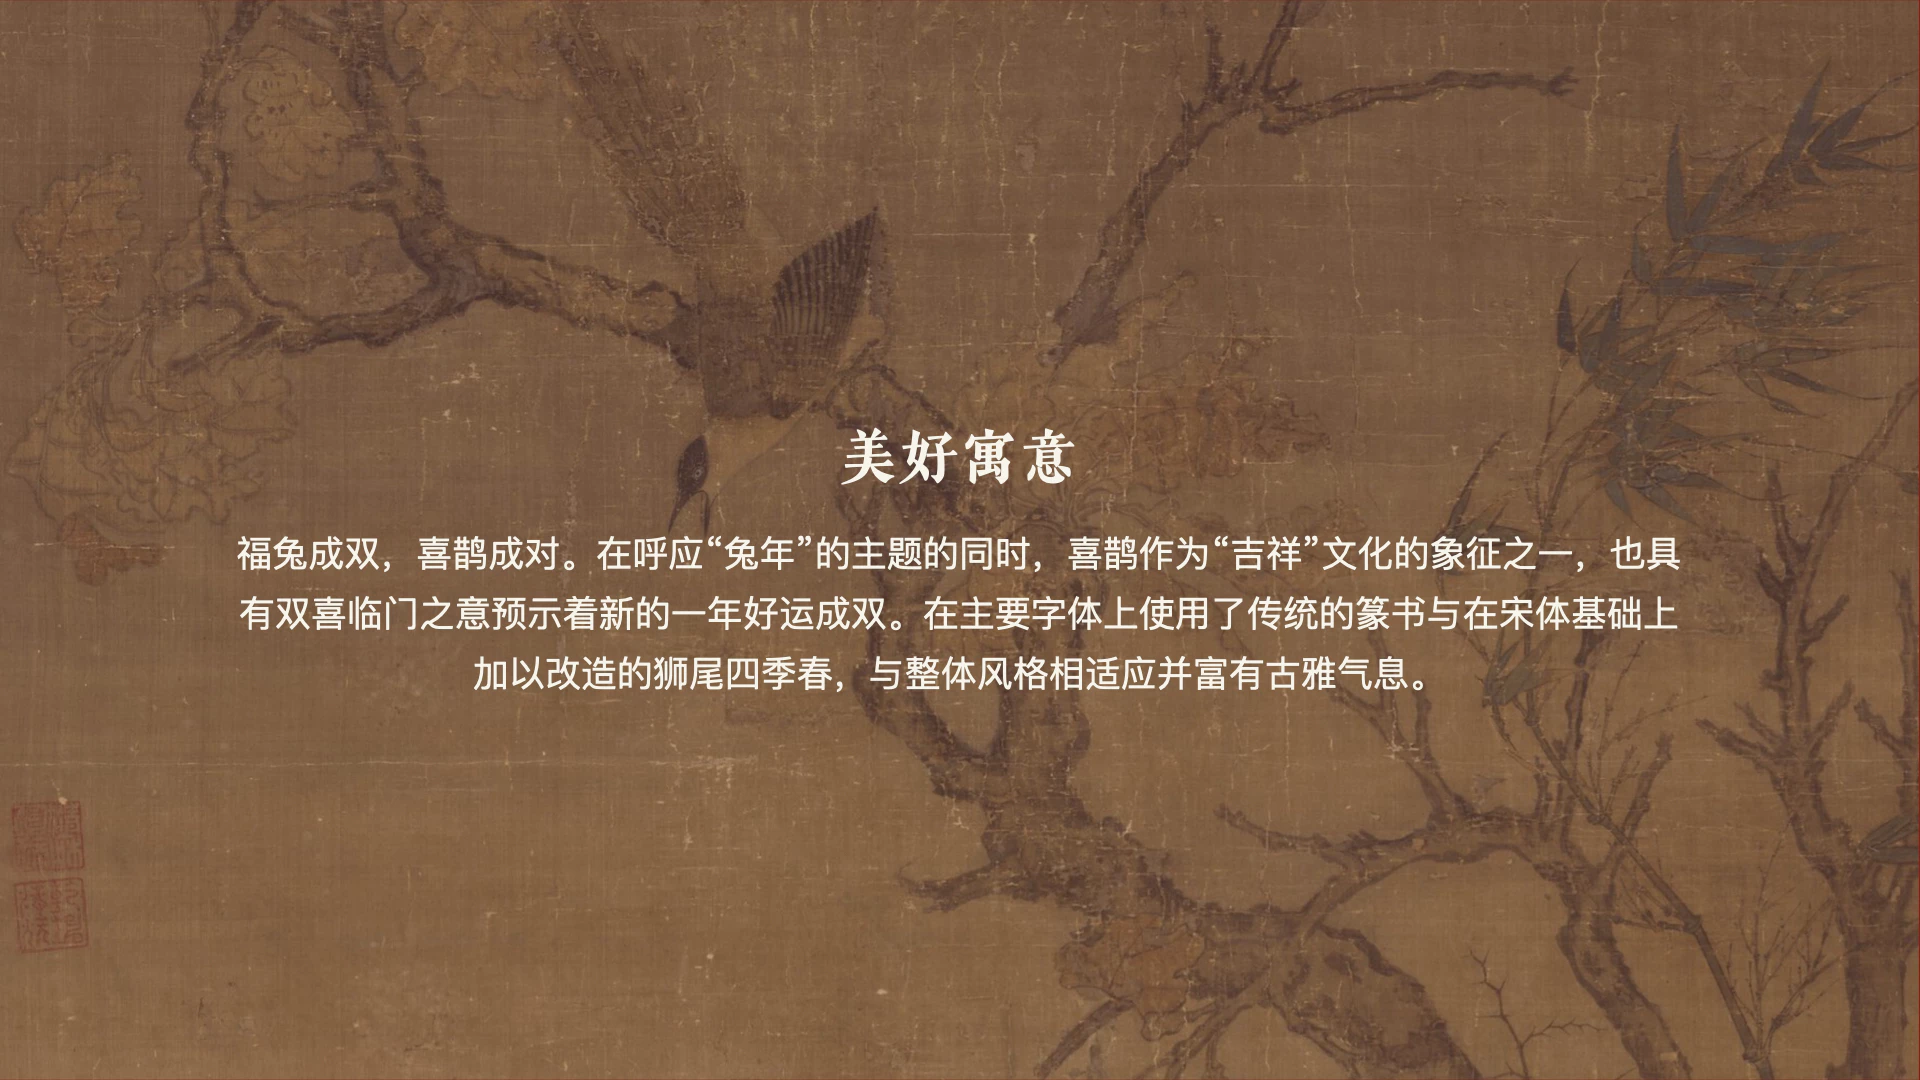 美好寓意
福兔成双，喜鹊成对。在呼应“兔年”的主题的同时，喜鹊作为“吉祥”文化的象征之一，也具
有双喜临门之意预示着新的一年好运成双。在主要字体上使用了传统的篆书与在宋体基础上
加以改造的狮尾四季春，与整体风格相适应并富有古雅气息。